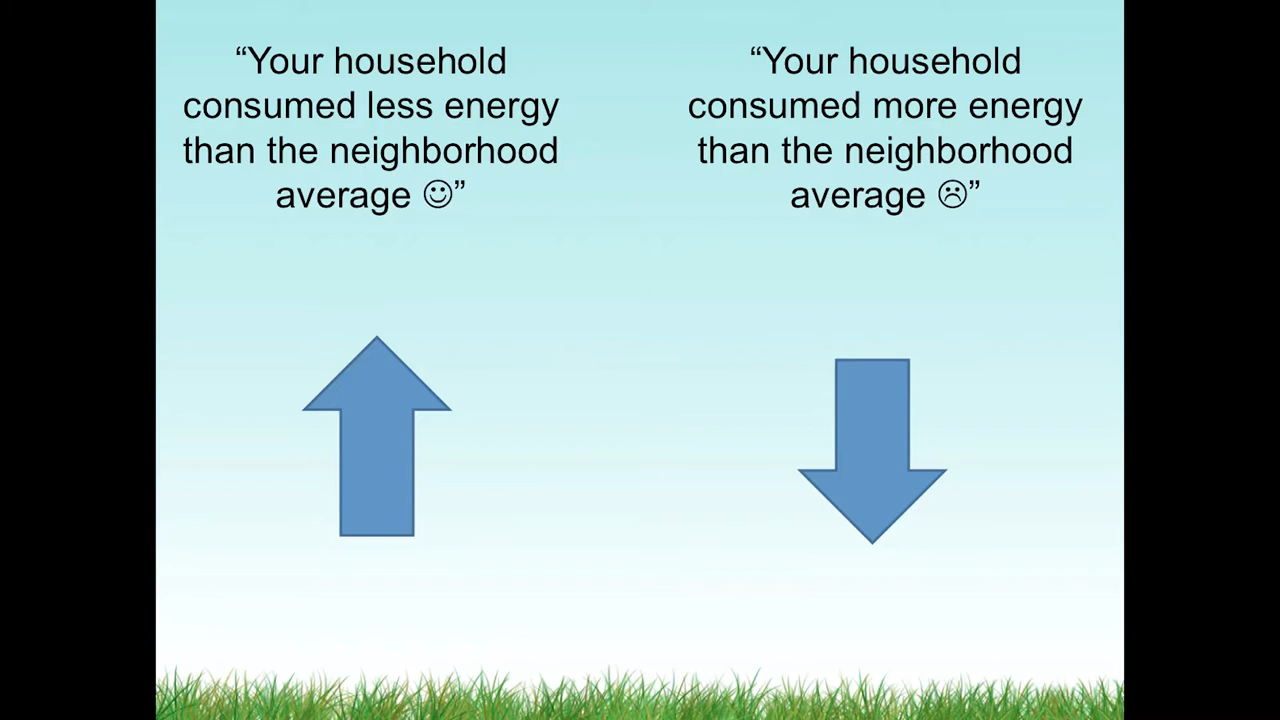 “Your household
consumed less energy
than the neighborhood
average ☺”
“Your household
consumed more energy
than the neighborhood
average ☹”